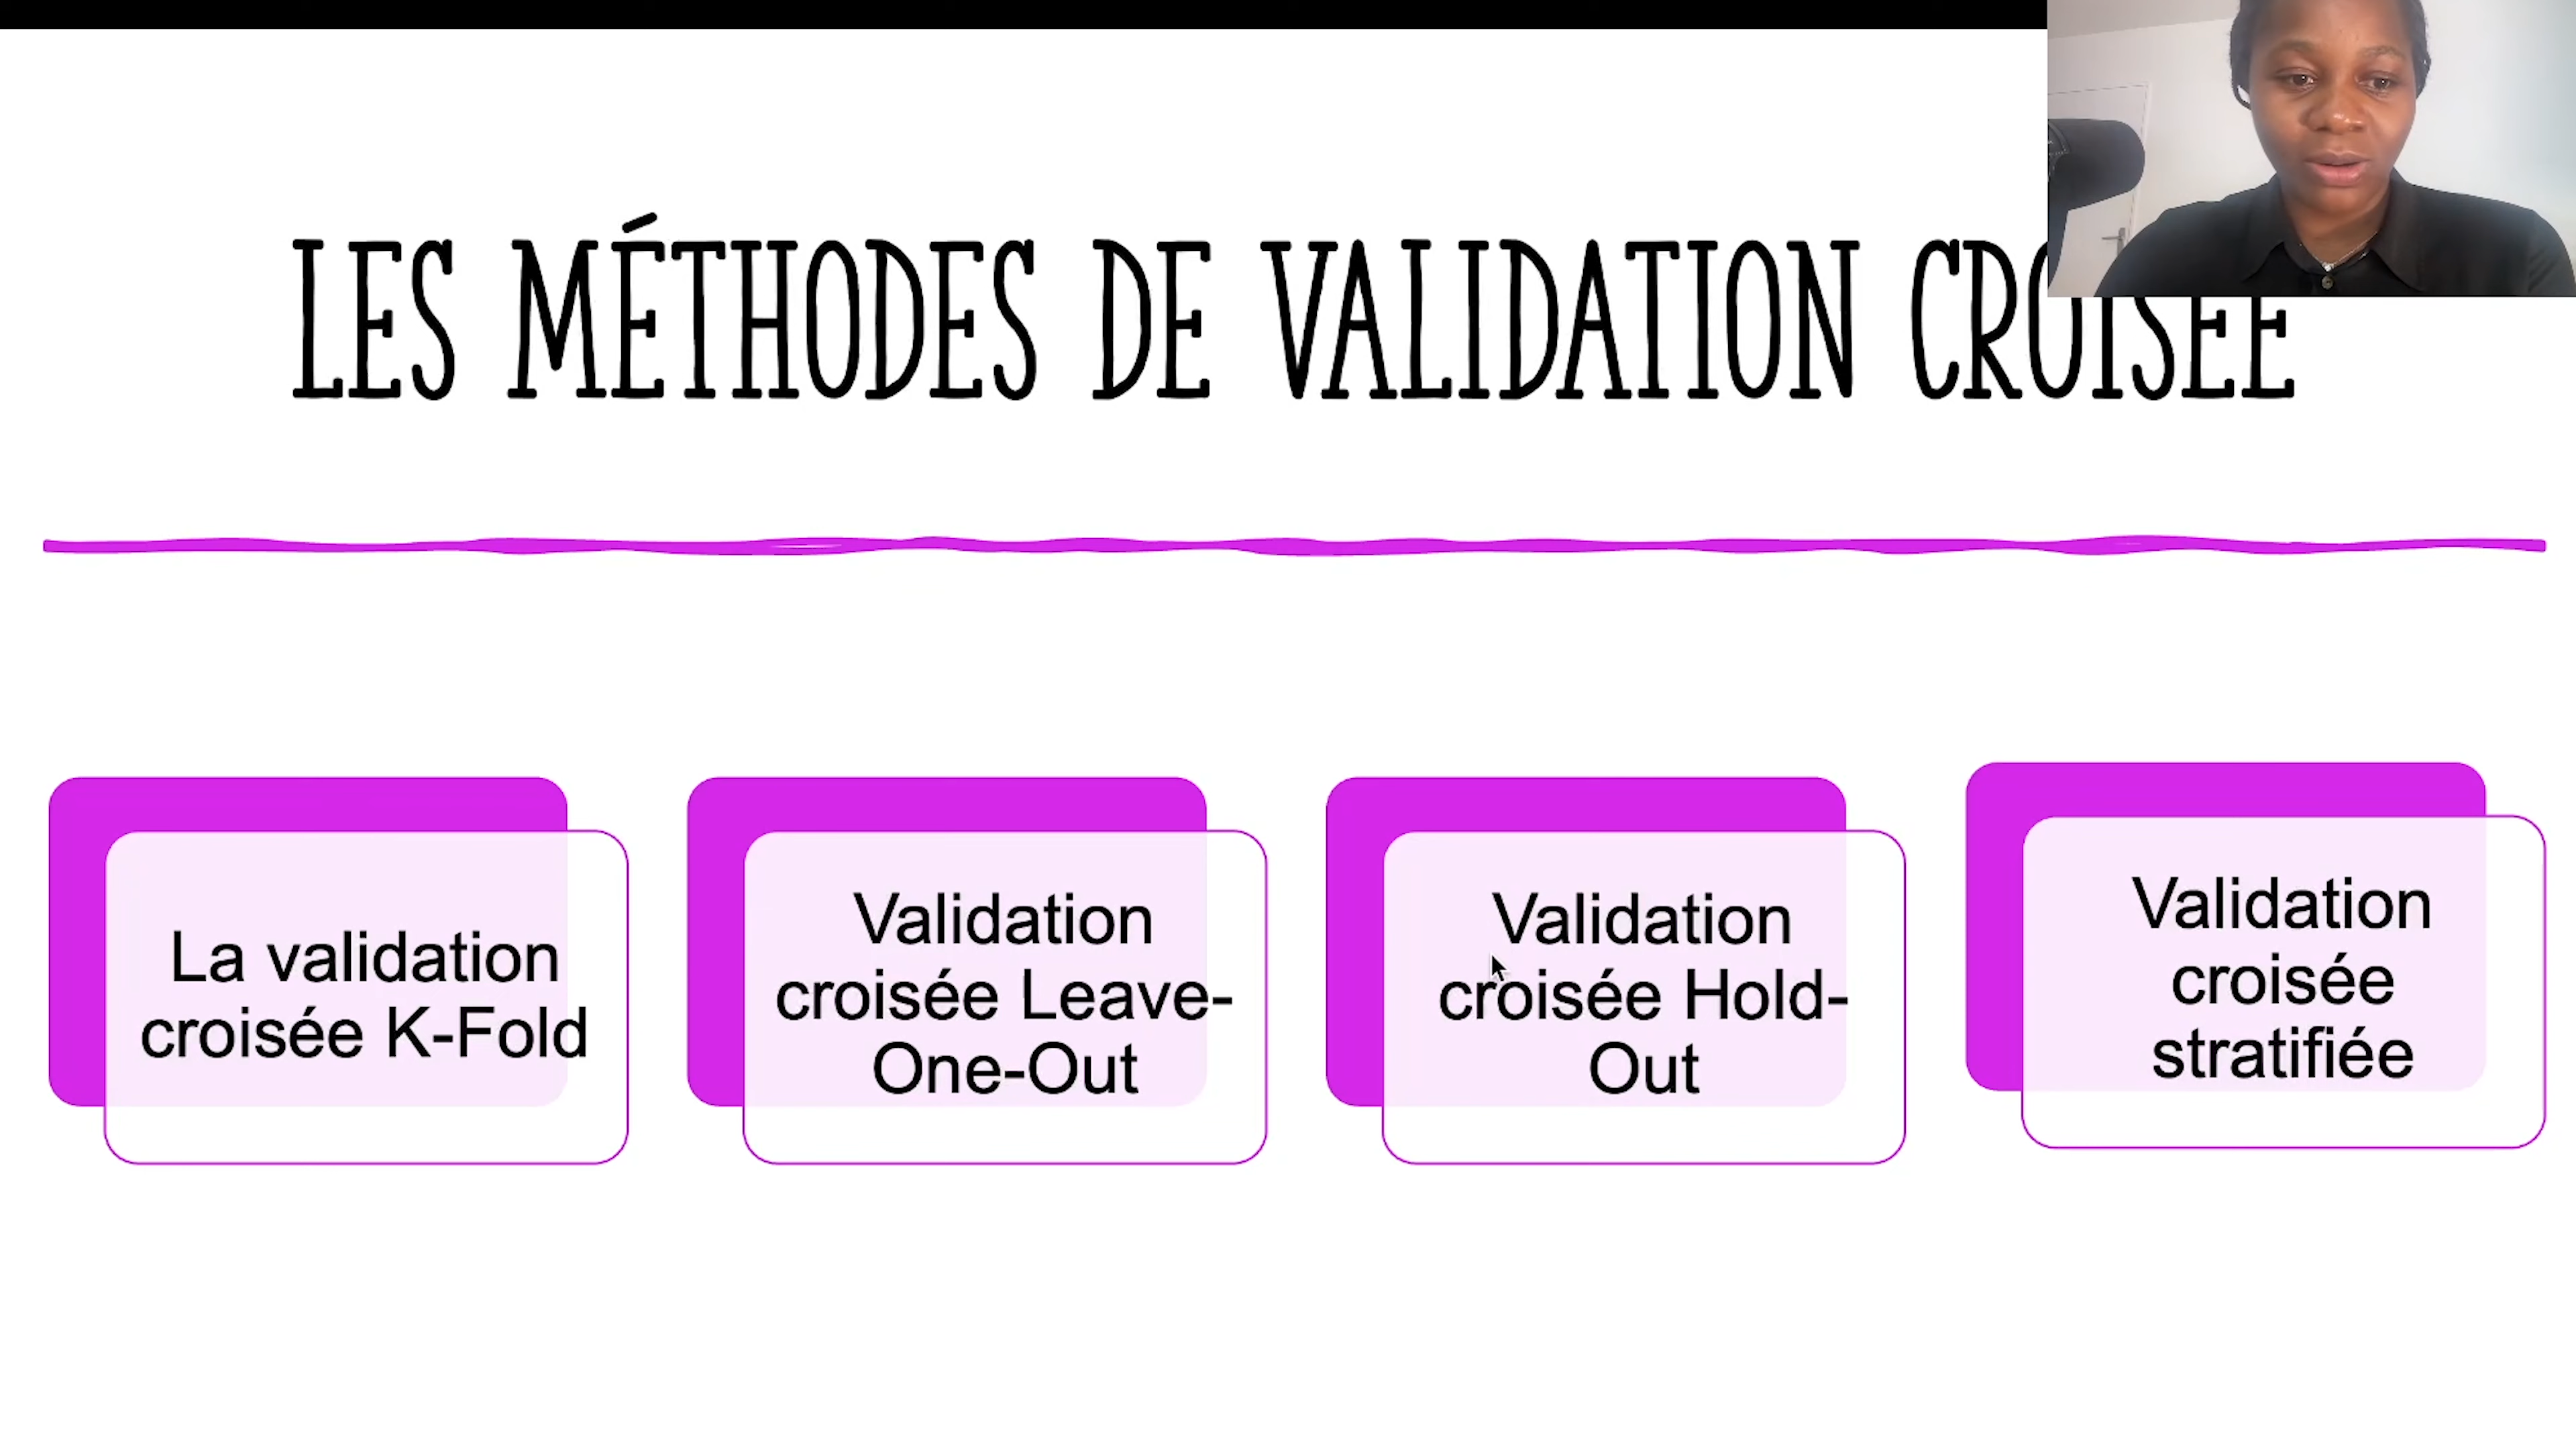 LES MÉTHODES DE VALIDATION CROISEE
La validation
croisée K-Fold
Validation
croisée Leave-
One-Out
Validation
croisée Hold-
Out
Validation
croisée
stratifiée